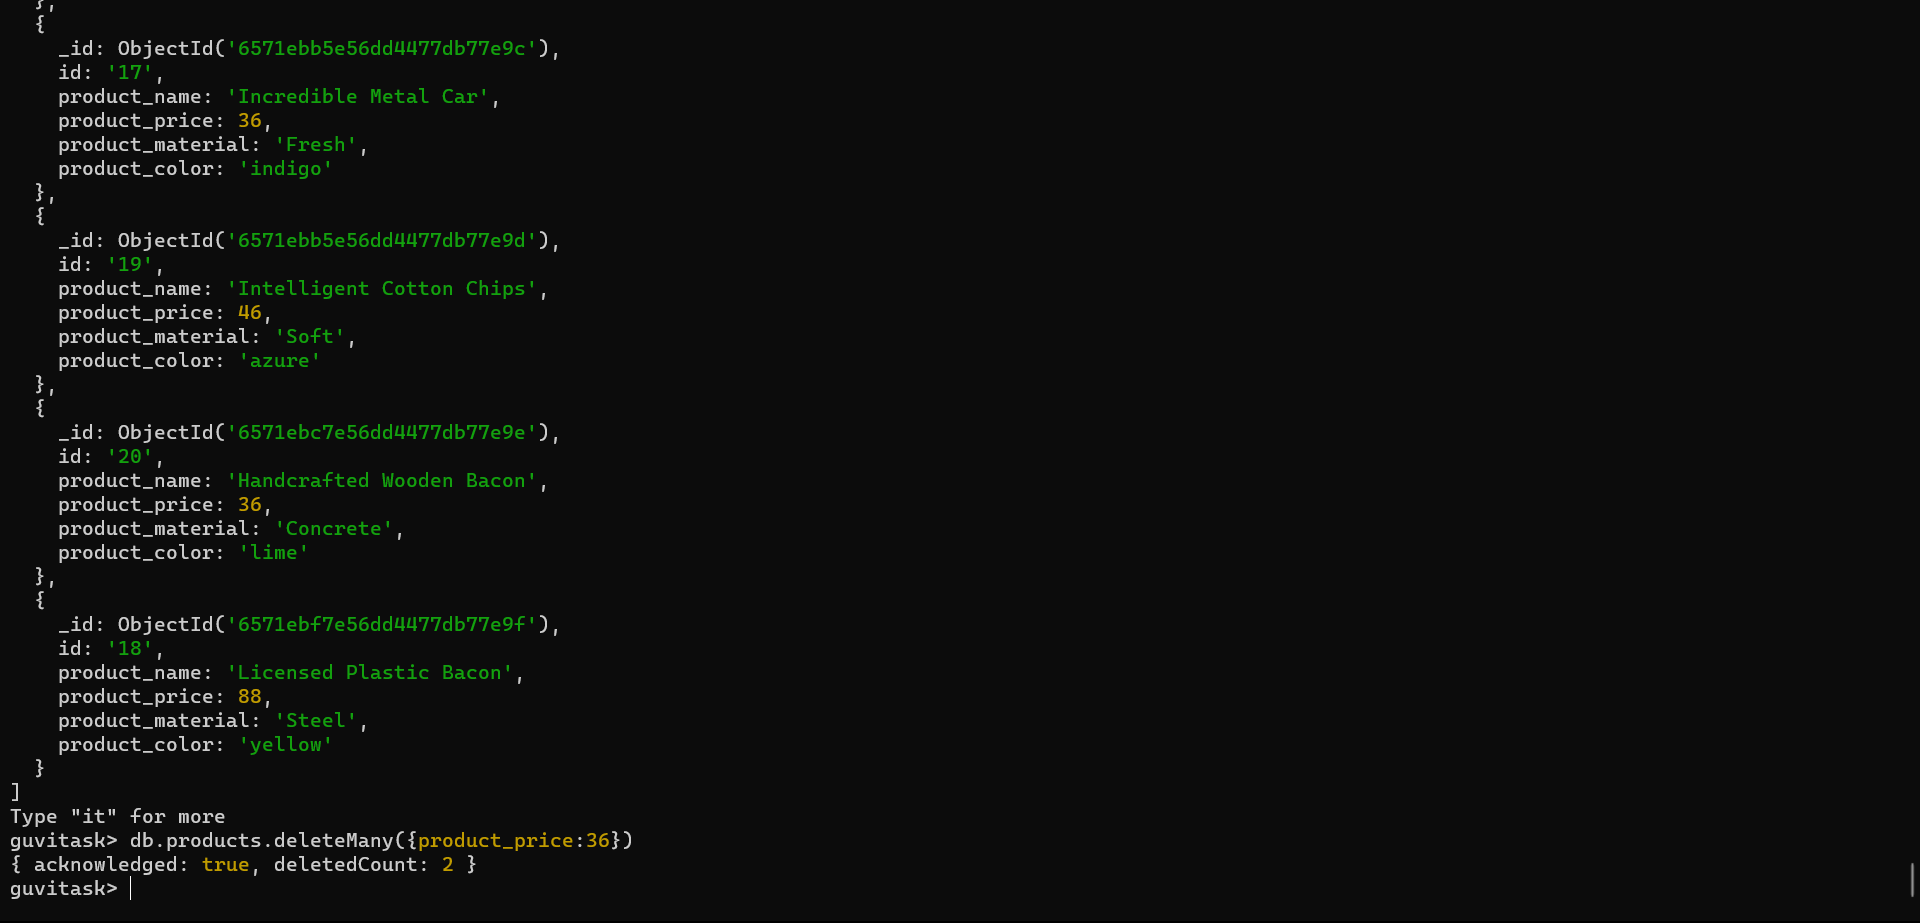 },
  {
    _id: ObjectId('6571ebb5e56dd4477db77e9c'),
    id: '17',
    product_name: 'Incredible Metal Car',
    product_price: 36,
    product_material: 'Fresh',
    product_color: 'indigo'
  },
  {
    _id: ObjectId('6571ebb5e56dd4477db77e9d'),
    id: '19',
    product_name: 'Intelligent Cotton Chips',
    product_price: 46,
    product_material: 'Soft',
    product_color: 'azure'
  },
  {
    _id: ObjectId('6571ebc7e56dd4477db77e9e'),
    id: '20',
    product_name: 'Handcrafted Wooden Bacon',
    product_price: 36,
    product_material: 'Concrete',
    product_color: 'lime'
  },
  {
    _id: ObjectId('6571ebf7e56dd4477db77e9f'),
    id: '18',
    product_name: 'Licensed Plastic Bacon',
    product_price: 88,
    product_material: 'Steel',
    product_color: 'yellow'
  }
]
Type "it" for more
guvitask> db.products.deleteMany({product_price:36})
{ acknowledged: true, deletedCount: 2 }
guvitask>